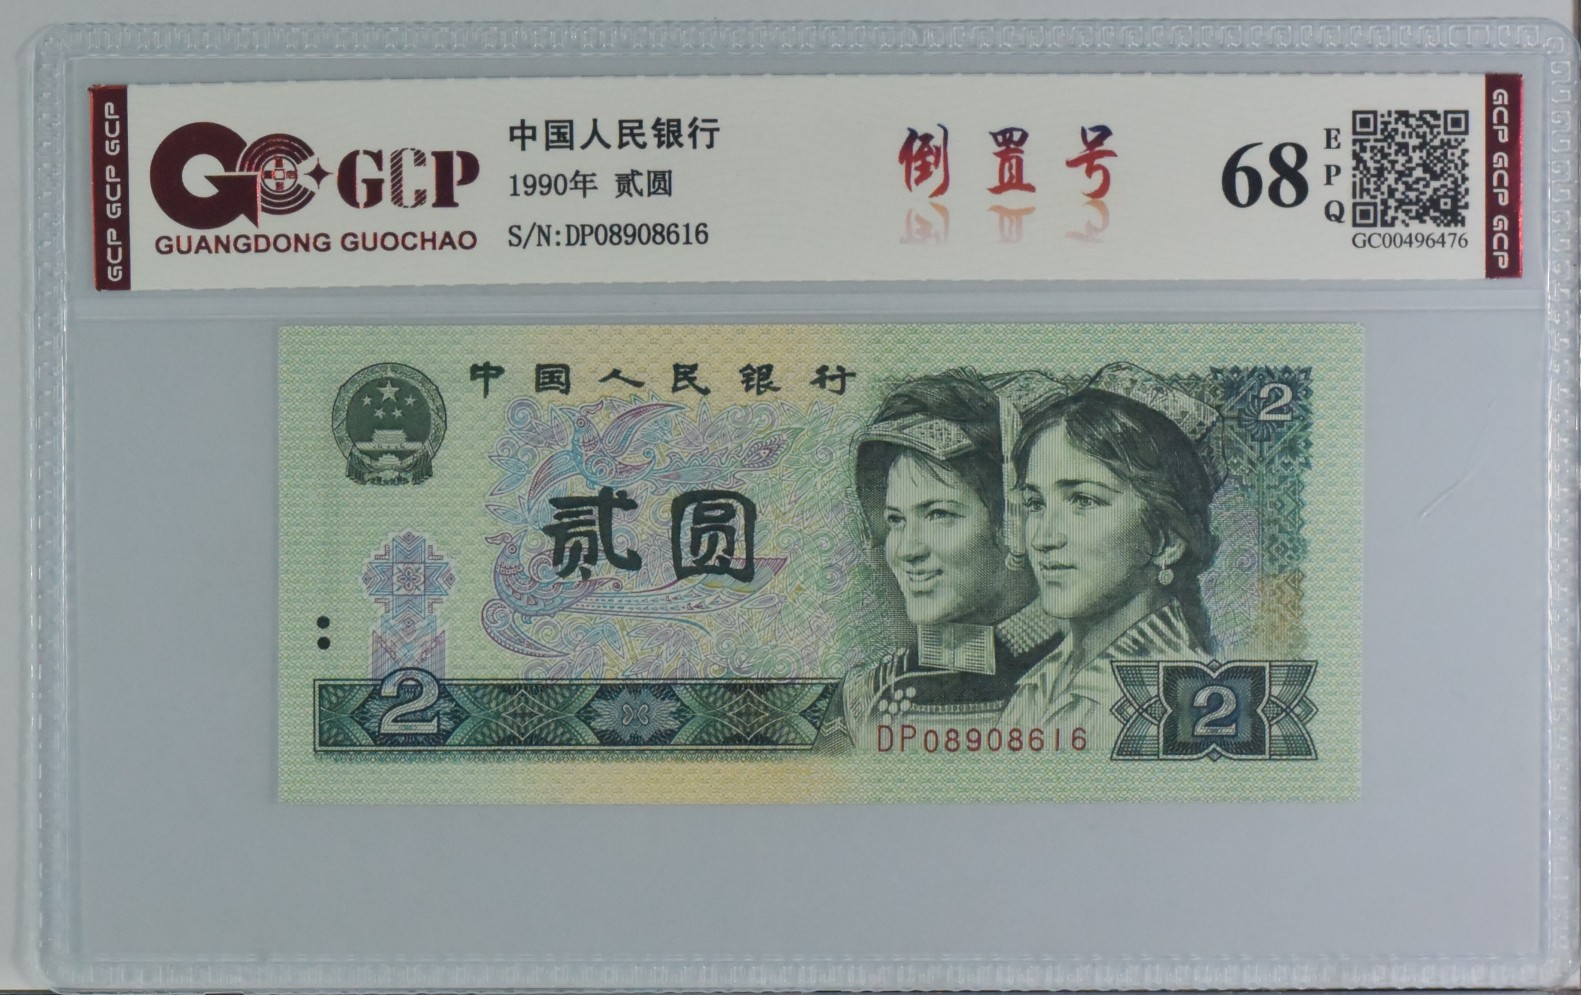 GCP GCP GCP
GCP
GUANGDONG GUOCHAO
中国人民银行
1990年 贰圆
S/N:DP08908616
倒置号
68
EPQ
GC00496476
GCP GCP GCP
中国人民银行
2
贰圆
2
DP08908616
2